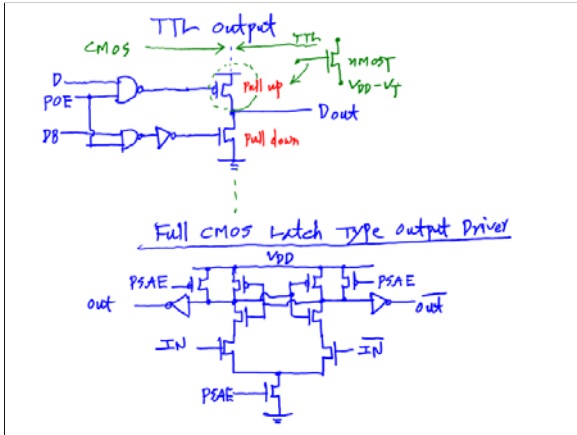 TTL output
CMOS
TTL
D
POE
Pull up
NMOST
VDD-VT
Dout
DB
Pull down
Full CMOS Latch Type Output Driver
VDD
PSAE
PSAE
out
out
IN
IN
PSAE